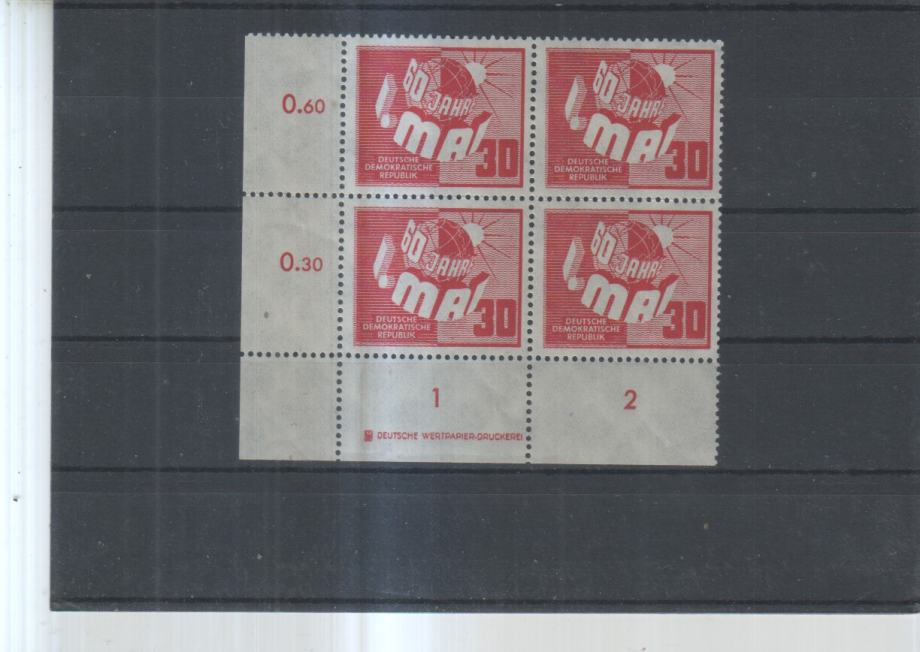 0.60
60 JAHRE
1. MAI
30
DEUTSCHE
DEMOKRATISCHE
REPUBLIK
60 JAHRE
1. MAI
30
DEUTSCHE
DEMOKRATISCHE
REPUBLIK
0.30
60 JAHRE
1. MAI
30
DEUTSCHE
DEMOKRATISCHE
REPUBLIK
60 JAHRE
1. MAI
30
DEUTSCHE
DEMOKRATISCHE
REPUBLIK
1
2
DEUTSCHE WERTPAPIER-DRUCKEREI